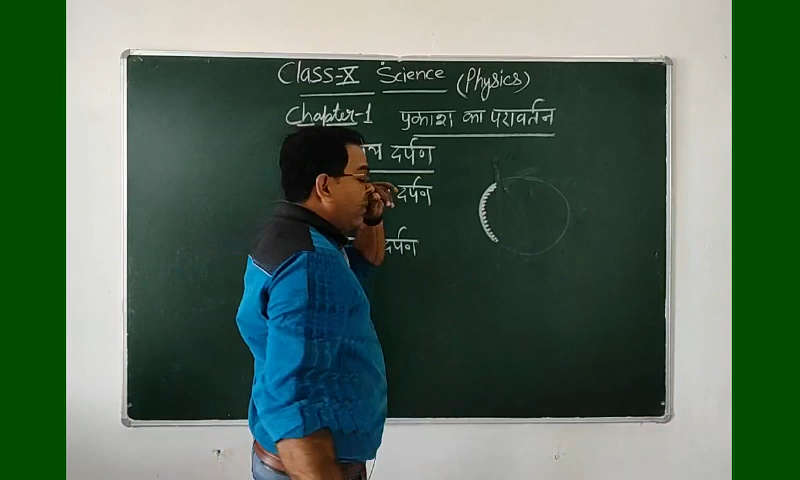 Class-X Science (Physics)
Chapter-1 प्रकाश का परावर्तन
दर्पण
दर्पण
दर्पण